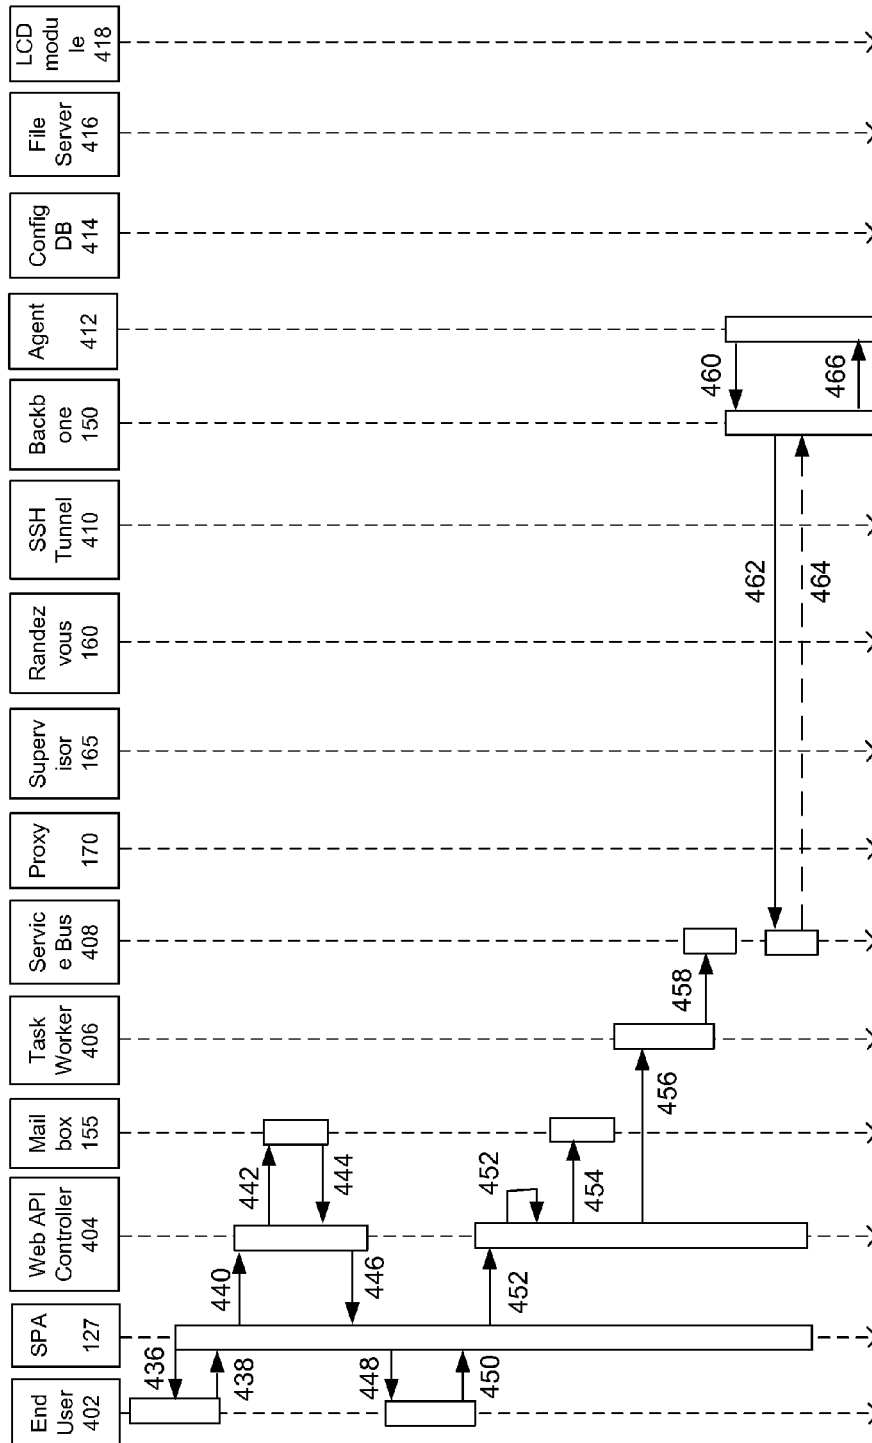 LCD
modu
le
418
File
Server
416
Config
DB
414
Agent
412
Backb
one
150
SSH
Tunnel
410
Randez
vous
160
Superv
isor
165
Proxy
170
Servic
e Bus
408
Task
Worker
406
Mail
box
155
Web API
Controller
404
SPA
127
End
User
402
460
466
462
464
458
456
442
444
452
454
440
446
452
436
438
448
450